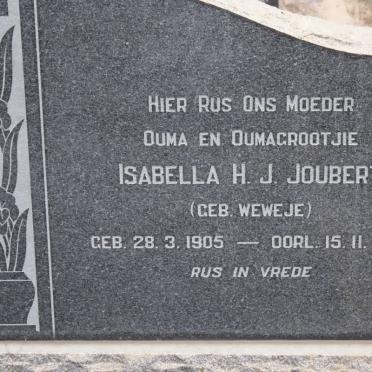 HIER RUS ONS MOEDER
OUMA EN OUMAGROOTJIE
ISABELLA H. J. JOUBERT
(GEB. WEWEJE)
GEB. 28. 3. 1905 — OORL. 15. 11.
RUS IN VREDE